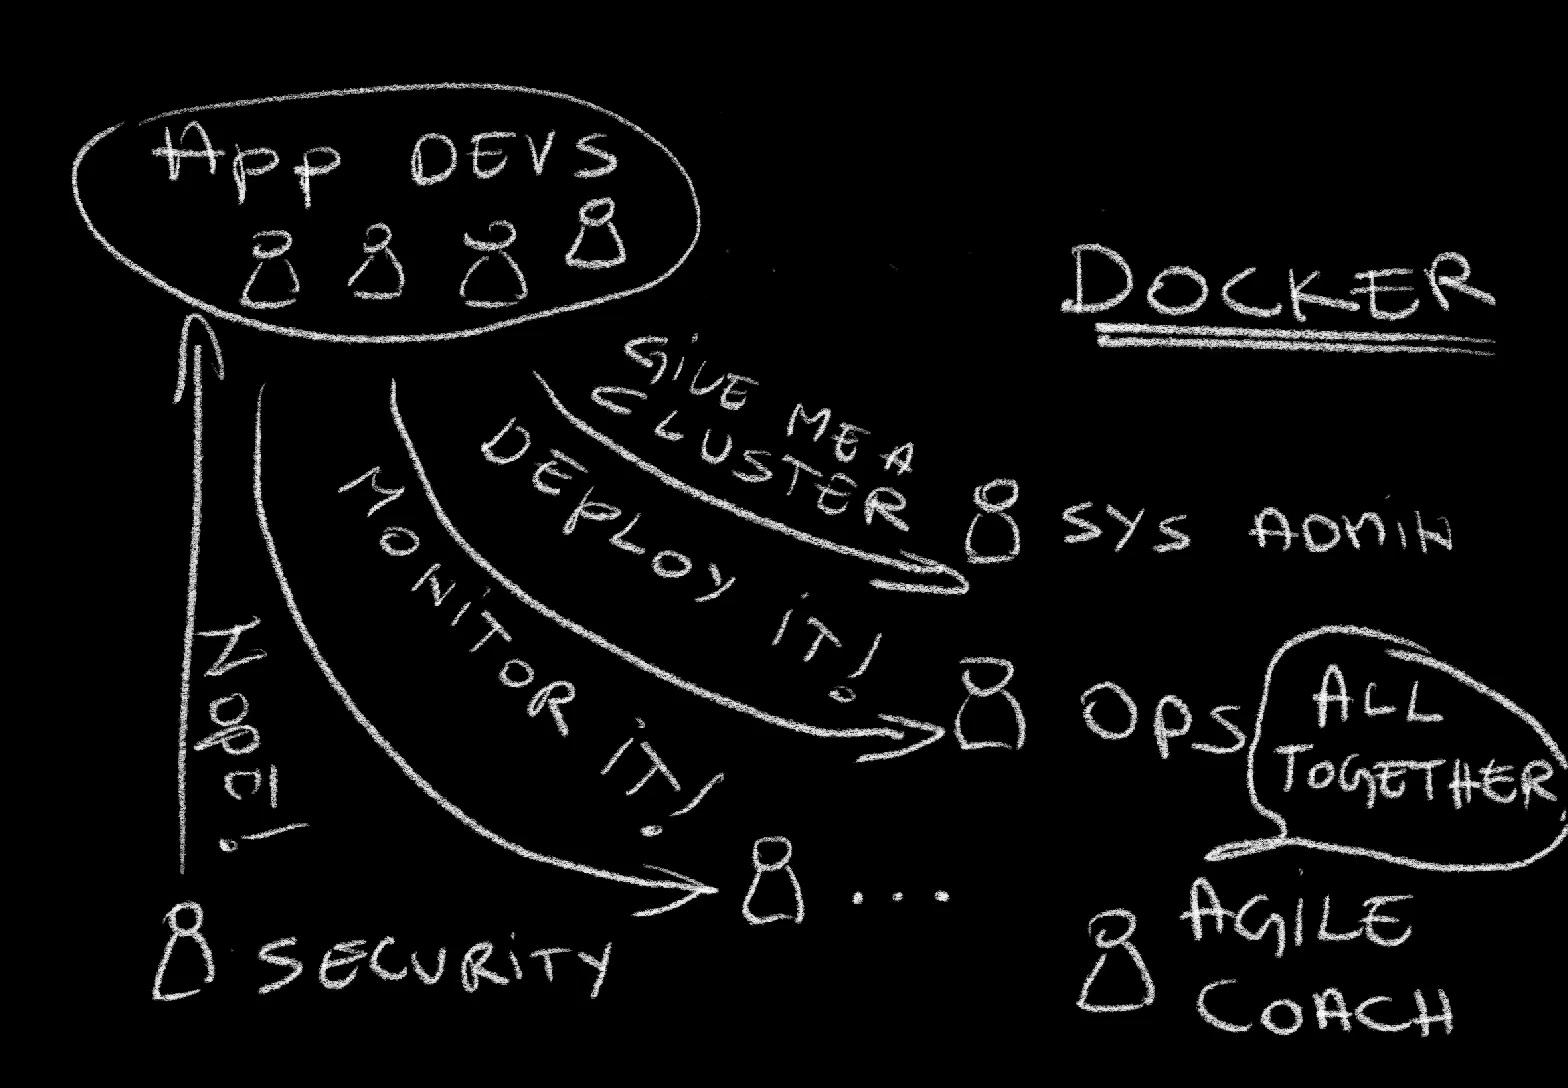 App DEVS
DOCKER
GIVE ME A
CLUSTER
DEPLOY IT!
MONITOR IT!
NOPE!
SYS ADMIN
OPS
ALL
TOGETHER
...
SECURITY
AGILE
COACH